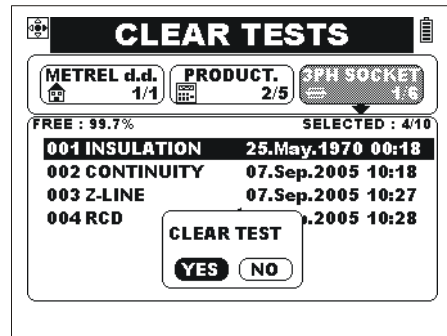 CLEAR TESTS
METREL d.d. PRODUCT. 3PH SOCKET
1/1 2/5 1/6
FREE : 99.7% SELECTED : 4/10
001 INSULATION 25.May.1970 00:18
002 CONTINUITY 07.Sep.2005 10:18
003 Z-LINE 07.Sep.2005 10:27
004 RCD .2005 10:28
CLEAR TEST
YES NO